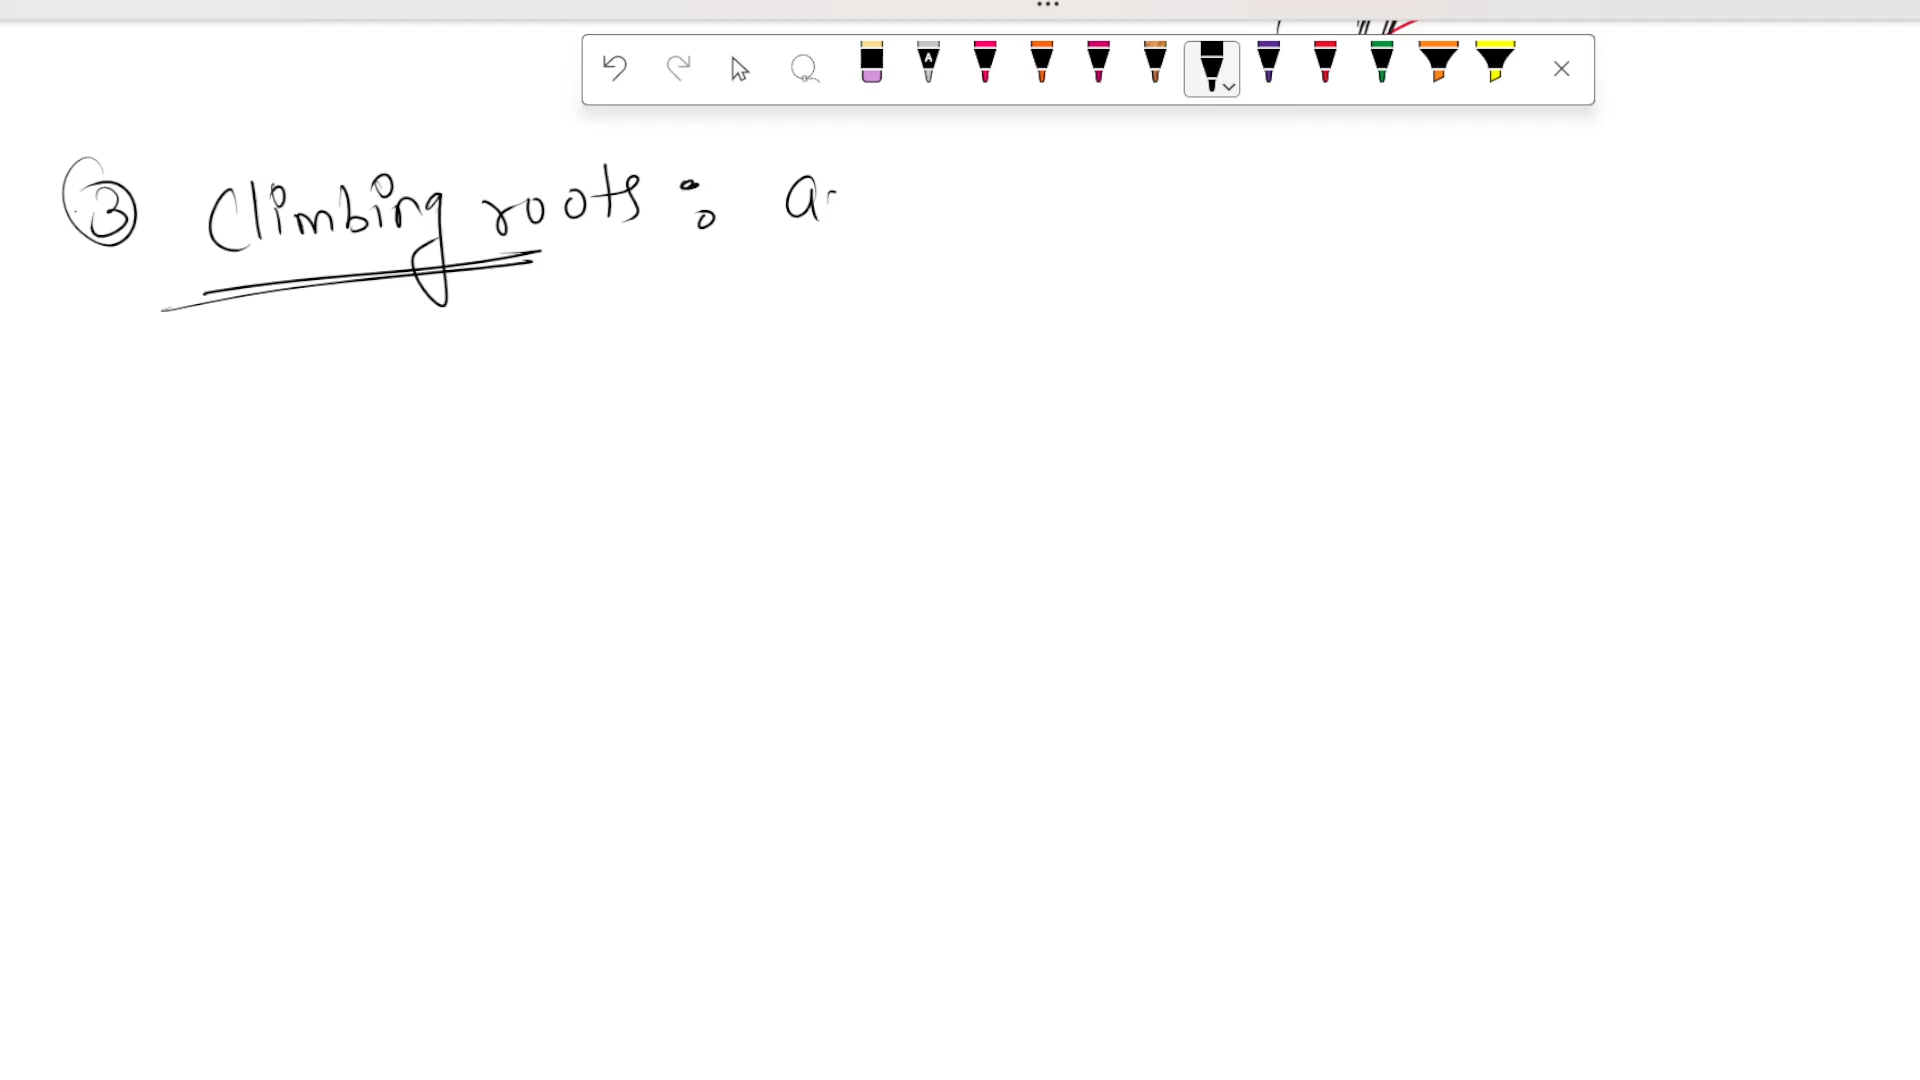 ③ Climbing roots : a